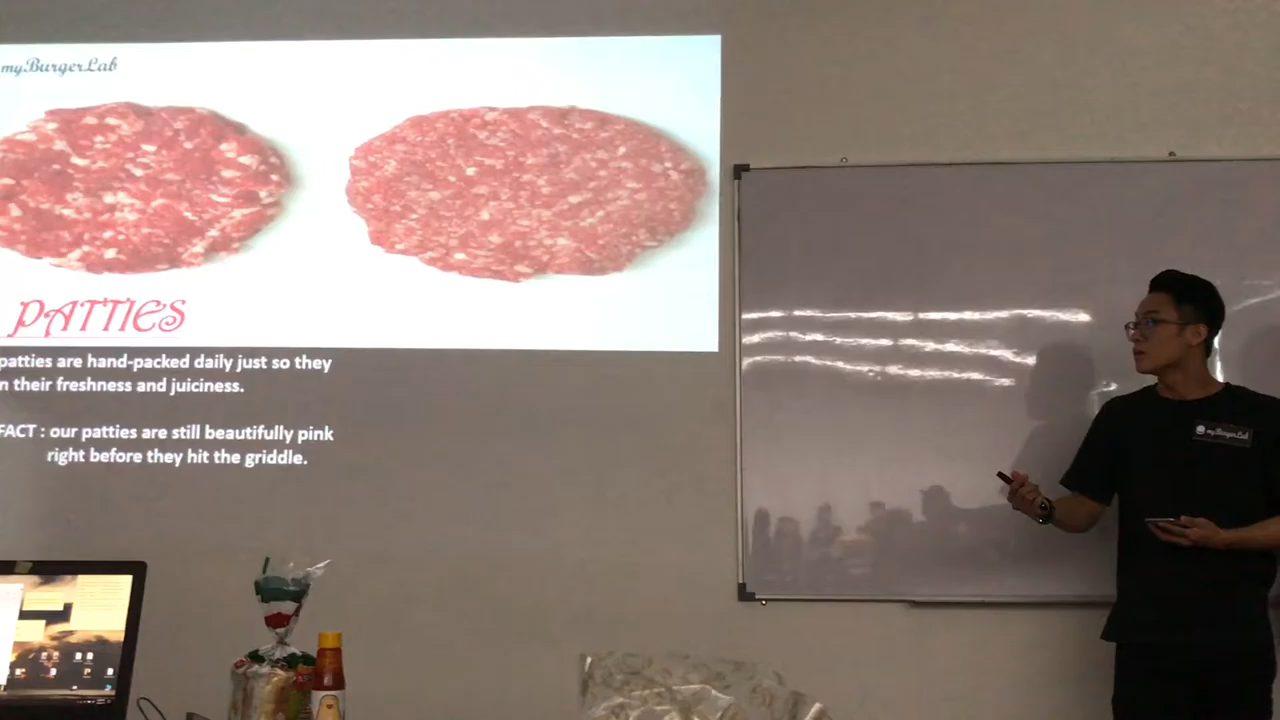 myBurgerLab
PATTIES
patties are hand-packed daily just so they
n their freshness and juiciness.
FACT : our patties are still beautifully pink
right before they hit the griddle.
myBurgerLab